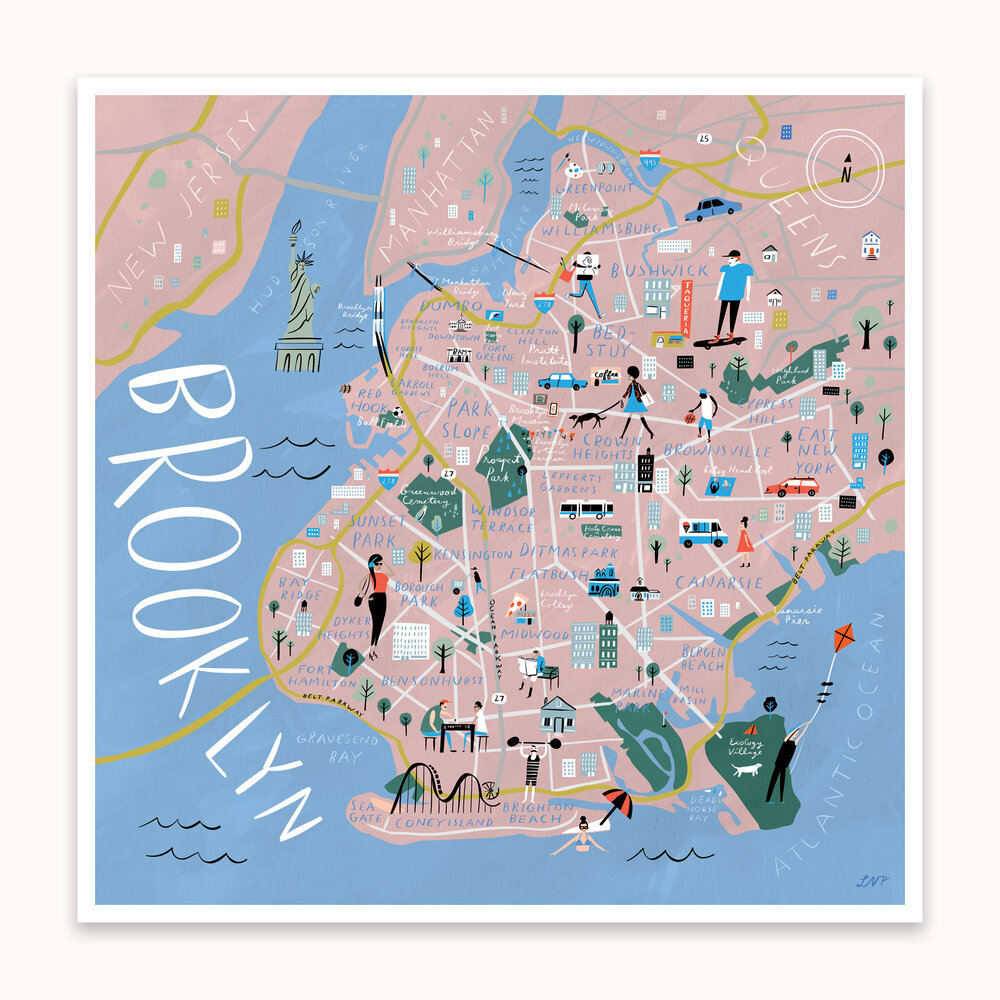 BROOKLYN
NEW JERSEY
HUDSON RIVER
MANHATTAN
EAST RIVER
QUEENS
N
25
495
NEWTOWN CREEK
GREENPOINT
McCarren
Park
WILLIAMSBURG
Williamsburg
Bridge
BUSHWICK
Manhattan
Bridge
Navy
Yard
278
DUMBO
Brooklyn
Bridge
BROOKLYN
HEIGHTS
DOWNTOWN
Fort
FORT
GREENE
CLINTON
HILL
Pratt
Institute
BED-
STUY
TAQUERIA
COBBLE
HILL
BAM
BOERUM
HILL
Coffee
CARROLL
GARDENS
RED
HOOK
Ball Field
PARK
SLOPE
Brooklyn
Museum
Brooklyn
Botanic
Garden
Prospect
Park
CROWN
HEIGHTS
BROWNSVILLE
Highland
Park
CYPRESS
HILL
EAST
NEW
YORK
Betsy Head Pool
LEFFERTS
GARDENS
278
27
Greenwood
Cemetery
WINDSOR
TERRACE
SUNSET
PARK
KENSINGTON
DITMAS PARK
Holy Cross
Cemetery
FLATBUSH
CANARSIE
BELT PARKWAY
Canarsie
Pier
BAY
RIDGE
BOROUGH
PARK
DYKER
HEIGHTS
OCEAN PARKWAY
Brooklyn
College
MIDWOOD
BERGEN
BEACH
FORT
HAMILTON
BELT PARKWAY
BENSONHURST
27
MARINE
PARK
MILL
BASIN
GRAVESEND
BAY
Ecology
Village
ATLANTIC OCEAN
DEAD
HORSE
BAY
SEA
GATE
CONEY ISLAND
BRIGHTON
BEACH
LNP